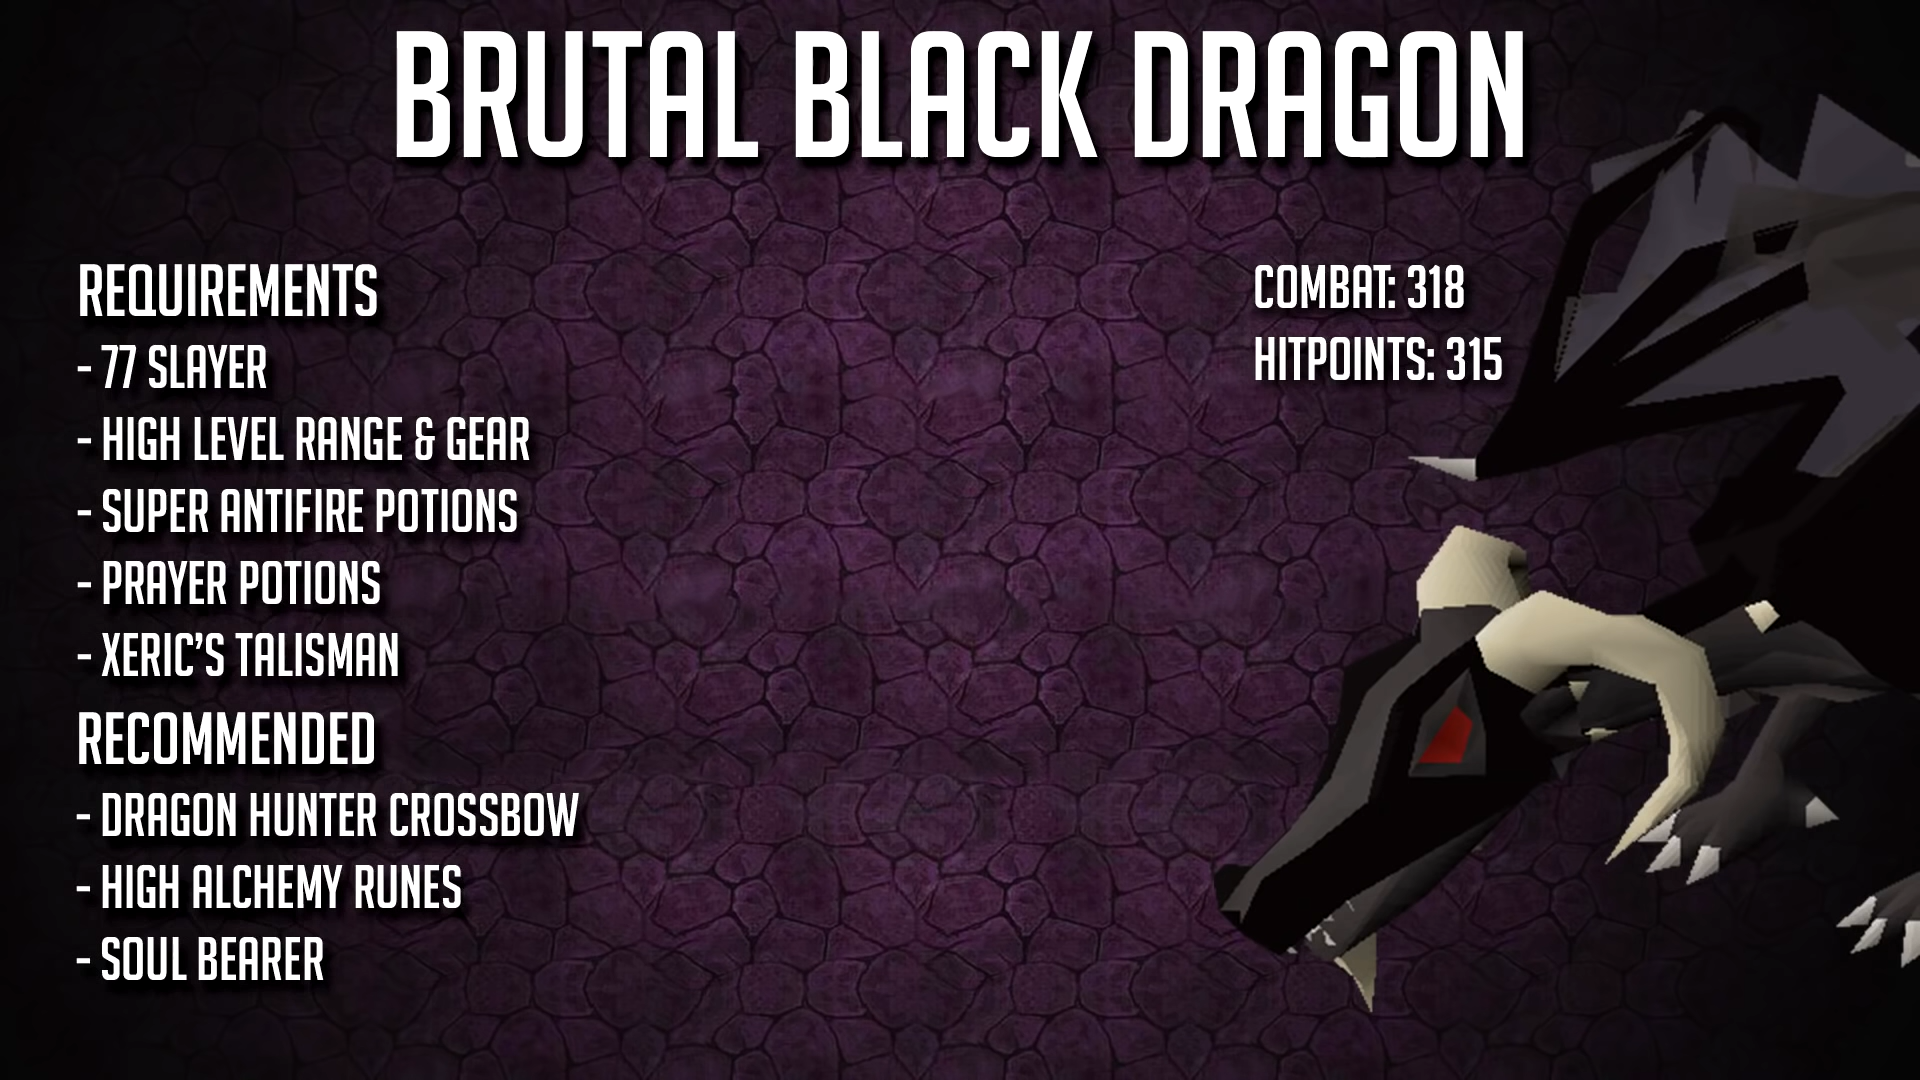 BRUTAL BLACK DRAGON
REQUIREMENTS
- 77 SLAYER
- HIGH LEVEL RANGE & GEAR
- SUPER ANTIFIRE POTIONS
- PRAYER POTIONS
- XERIC’S TALISMAN
RECOMMENDED
- DRAGON HUNTER CROSSBOW
- HIGH ALCHEMY RUNES
- SOUL BEARER
COMBAT: 318
HITPOINTS: 315